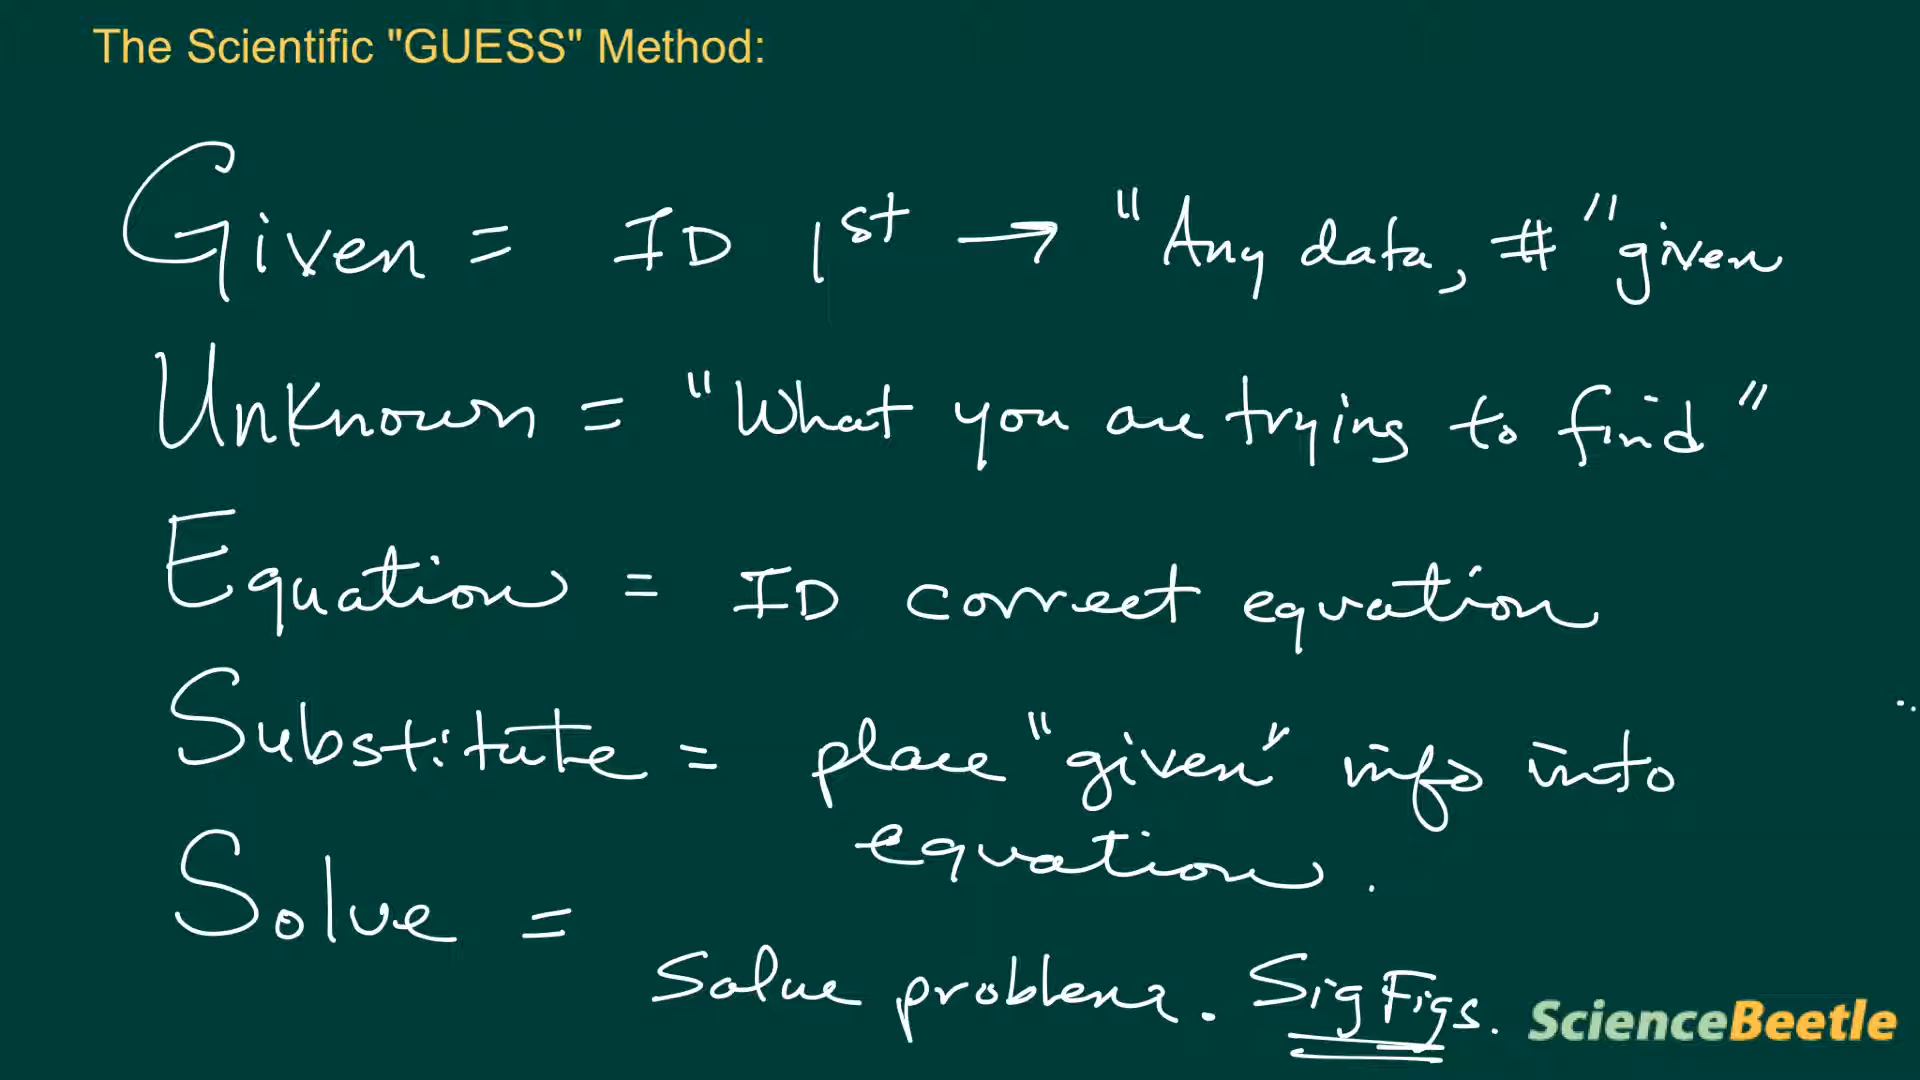 The Scientific "GUESS" Method:
Given = ID 1st → "Any data, #" given
Unknown = "What you are trying to find"
Equation = ID correct equation
Substitute = place "given" info into
equation.
Solve =
Solve problem. Sig Figs.
ScienceBeetle